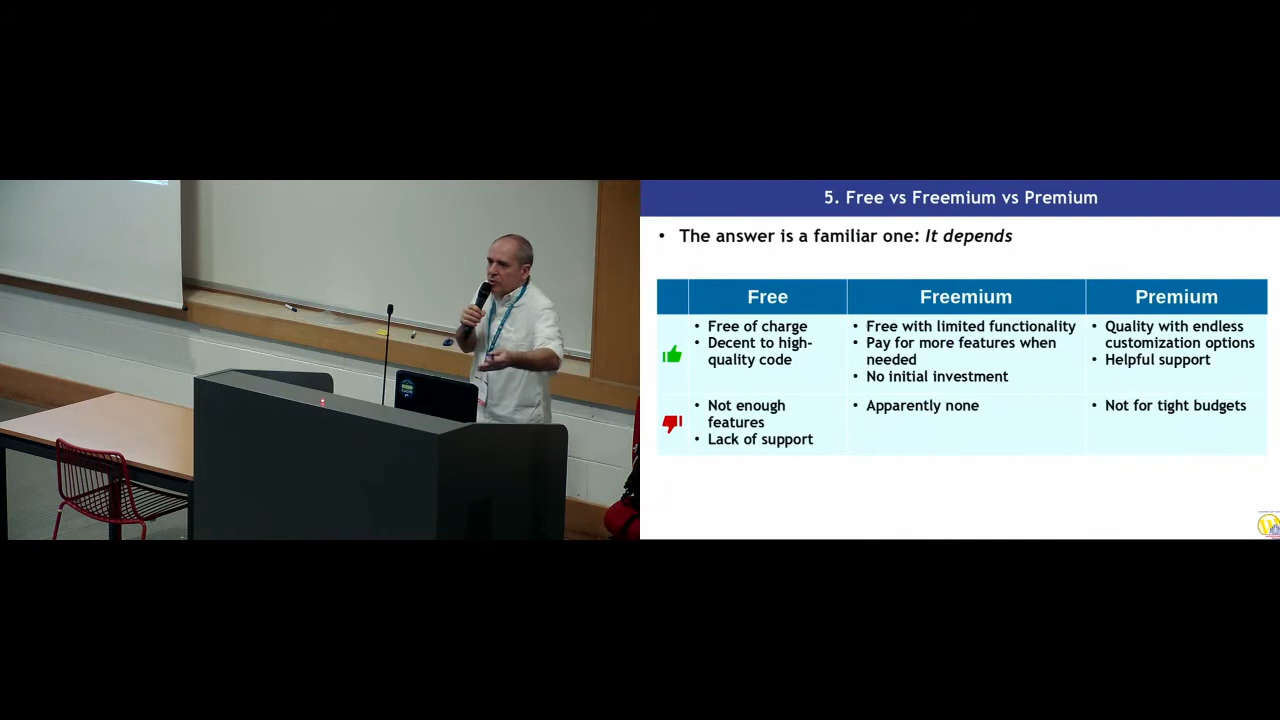 5. Free vs Freemium vs Premium
• The answer is a familiar one: It depends
Free
Freemium
Premium
• Free of charge
• Decent to high-
quality code
• Free with limited functionality
• Pay for more features when
needed
• No initial investment
• Quality with endless
customization options
• Helpful support
• Not enough
features
• Lack of support
• Apparently none
• Not for tight budgets